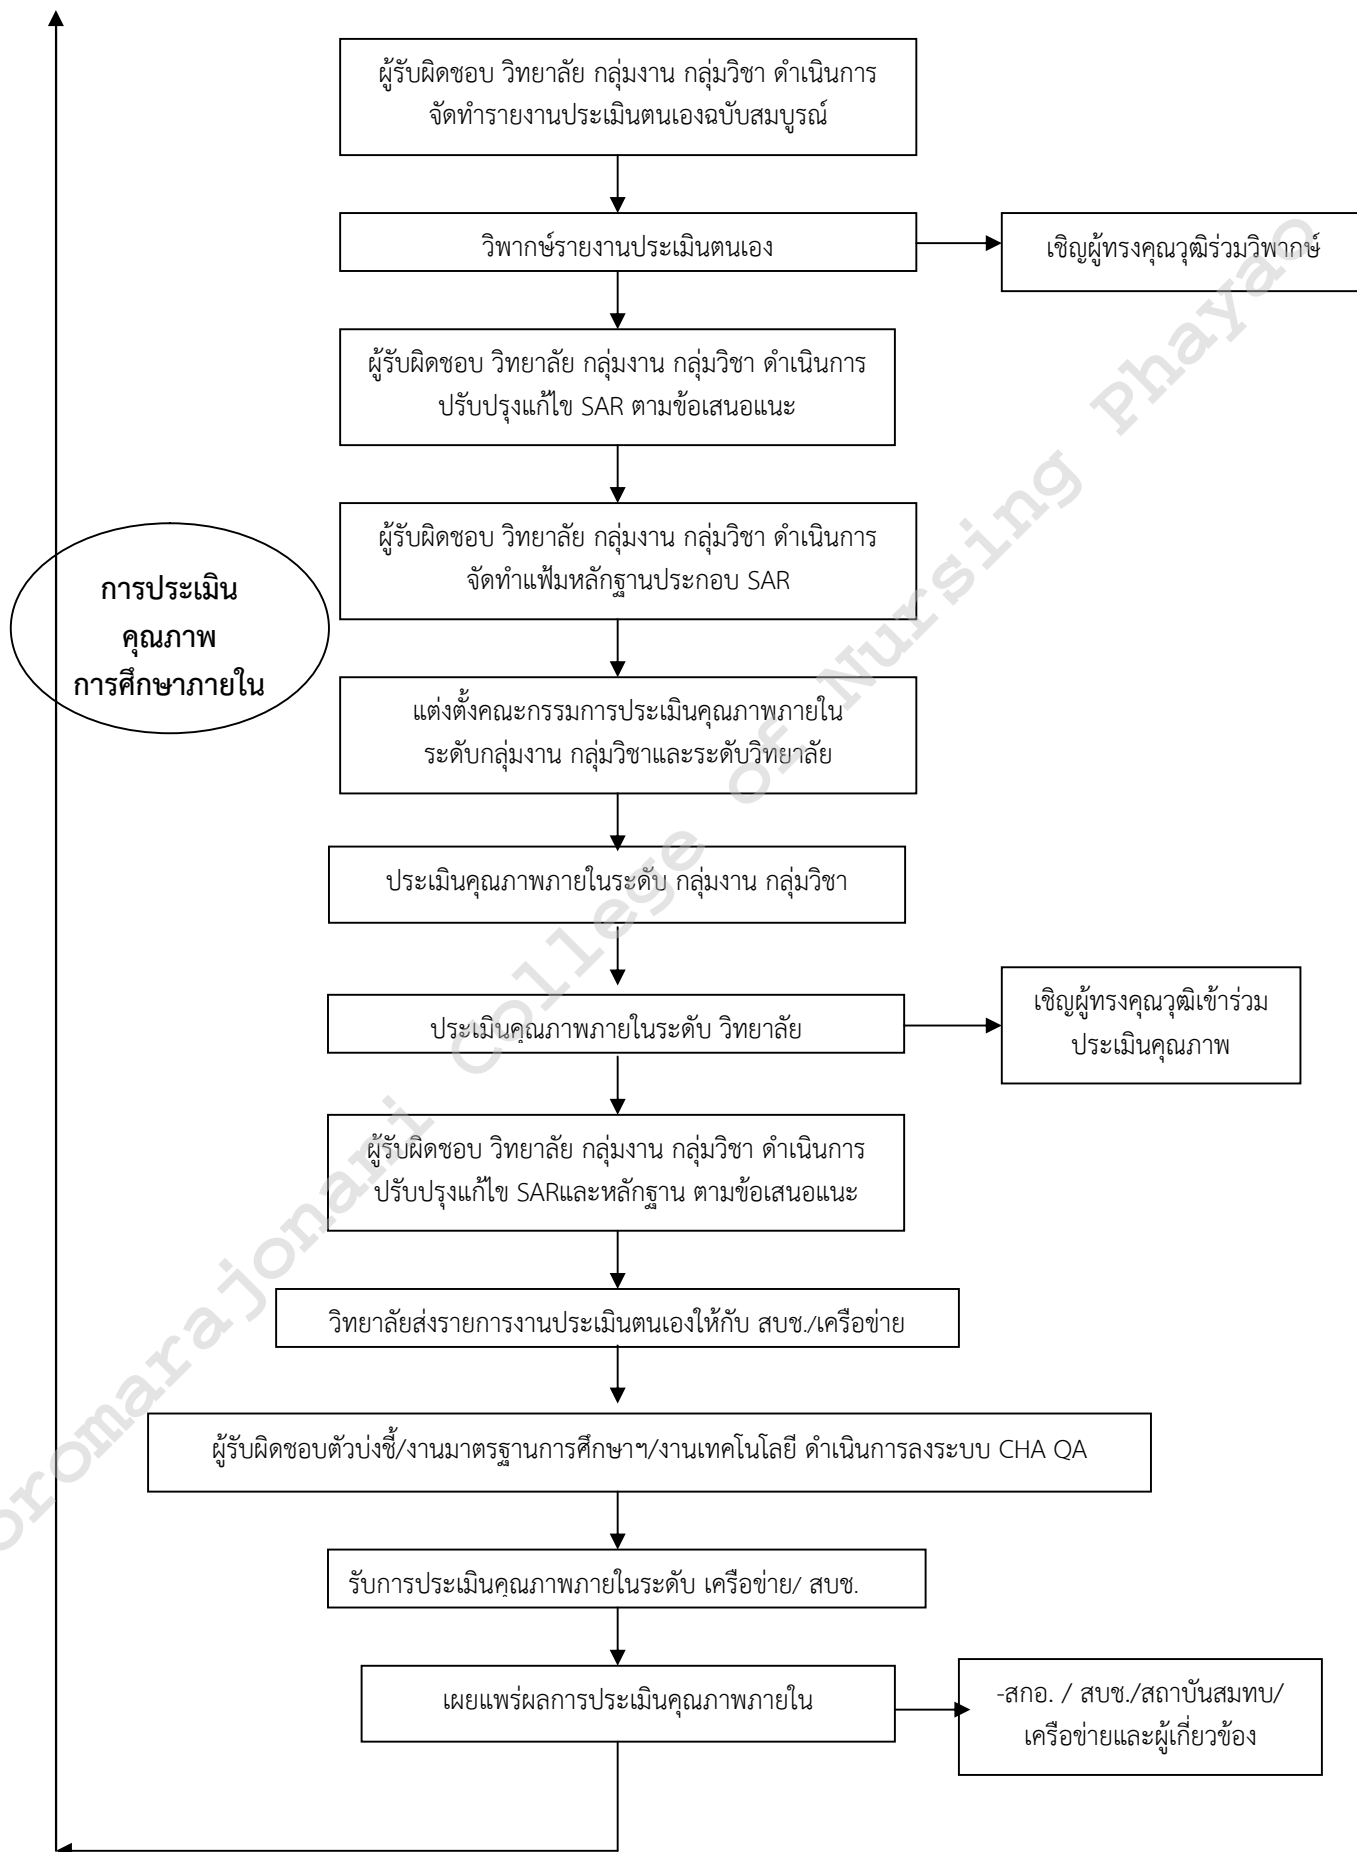 ผู้รับผิดชอบ วิทยาลัย กลุ่มงาน กลุ่มวิชา ดำเนินการ
จัดทำรายงานประเมินตนเองฉบับสมบูรณ์
วิพากษ์รายงานประเมินตนเอง
เชิญผู้ทรงคุณวุฒิร่วมวิพากษ์
ผู้รับผิดชอบ วิทยาลัย กลุ่มงาน กลุ่มวิชา ดำเนินการ
ปรับปรุงแก้ไข SAR ตามข้อเสนอแนะ
ผู้รับผิดชอบ วิทยาลัย กลุ่มงาน กลุ่มวิชา ดำเนินการ
จัดทำแฟ้มหลักฐานประกอบ SAR
การประเมิน
คุณภาพ
การศึกษาภายใน
แต่งตั้งคณะกรรมการประเมินคุณภาพภายใน
ระดับกลุ่มงาน กลุ่มวิชาและระดับวิทยาลัย
ประเมินคุณภาพภายในระดับ กลุ่มงาน กลุ่มวิชา
ประเมินคุณภาพภายในระดับ วิทยาลัย
เชิญผู้ทรงคุณวุฒิเข้าร่วม
ประเมินคุณภาพ
ผู้รับผิดชอบ วิทยาลัย กลุ่มงาน กลุ่มวิชา ดำเนินการ
ปรับปรุงแก้ไข SARและหลักฐาน ตามข้อเสนอแนะ
วิทยาลัยส่งรายการงานประเมินตนเองให้กับ สบช./เครือข่าย
ผู้รับผิดชอบตัวบ่งชี้/งานมาตรฐานการศึกษาฯ/งานเทคโนโลยี ดำเนินการลงระบบ CHA QA
รับการประเมินคุณภาพภายในระดับ เครือข่าย/ สบช.
เผยแพร่ผลการประเมินคุณภาพภายใน
-สกอ. / สบช./สถาบันสมทบ/
เครือข่ายและผู้เกี่ยวข้อง
oromarajonani College of Nursing Phayao